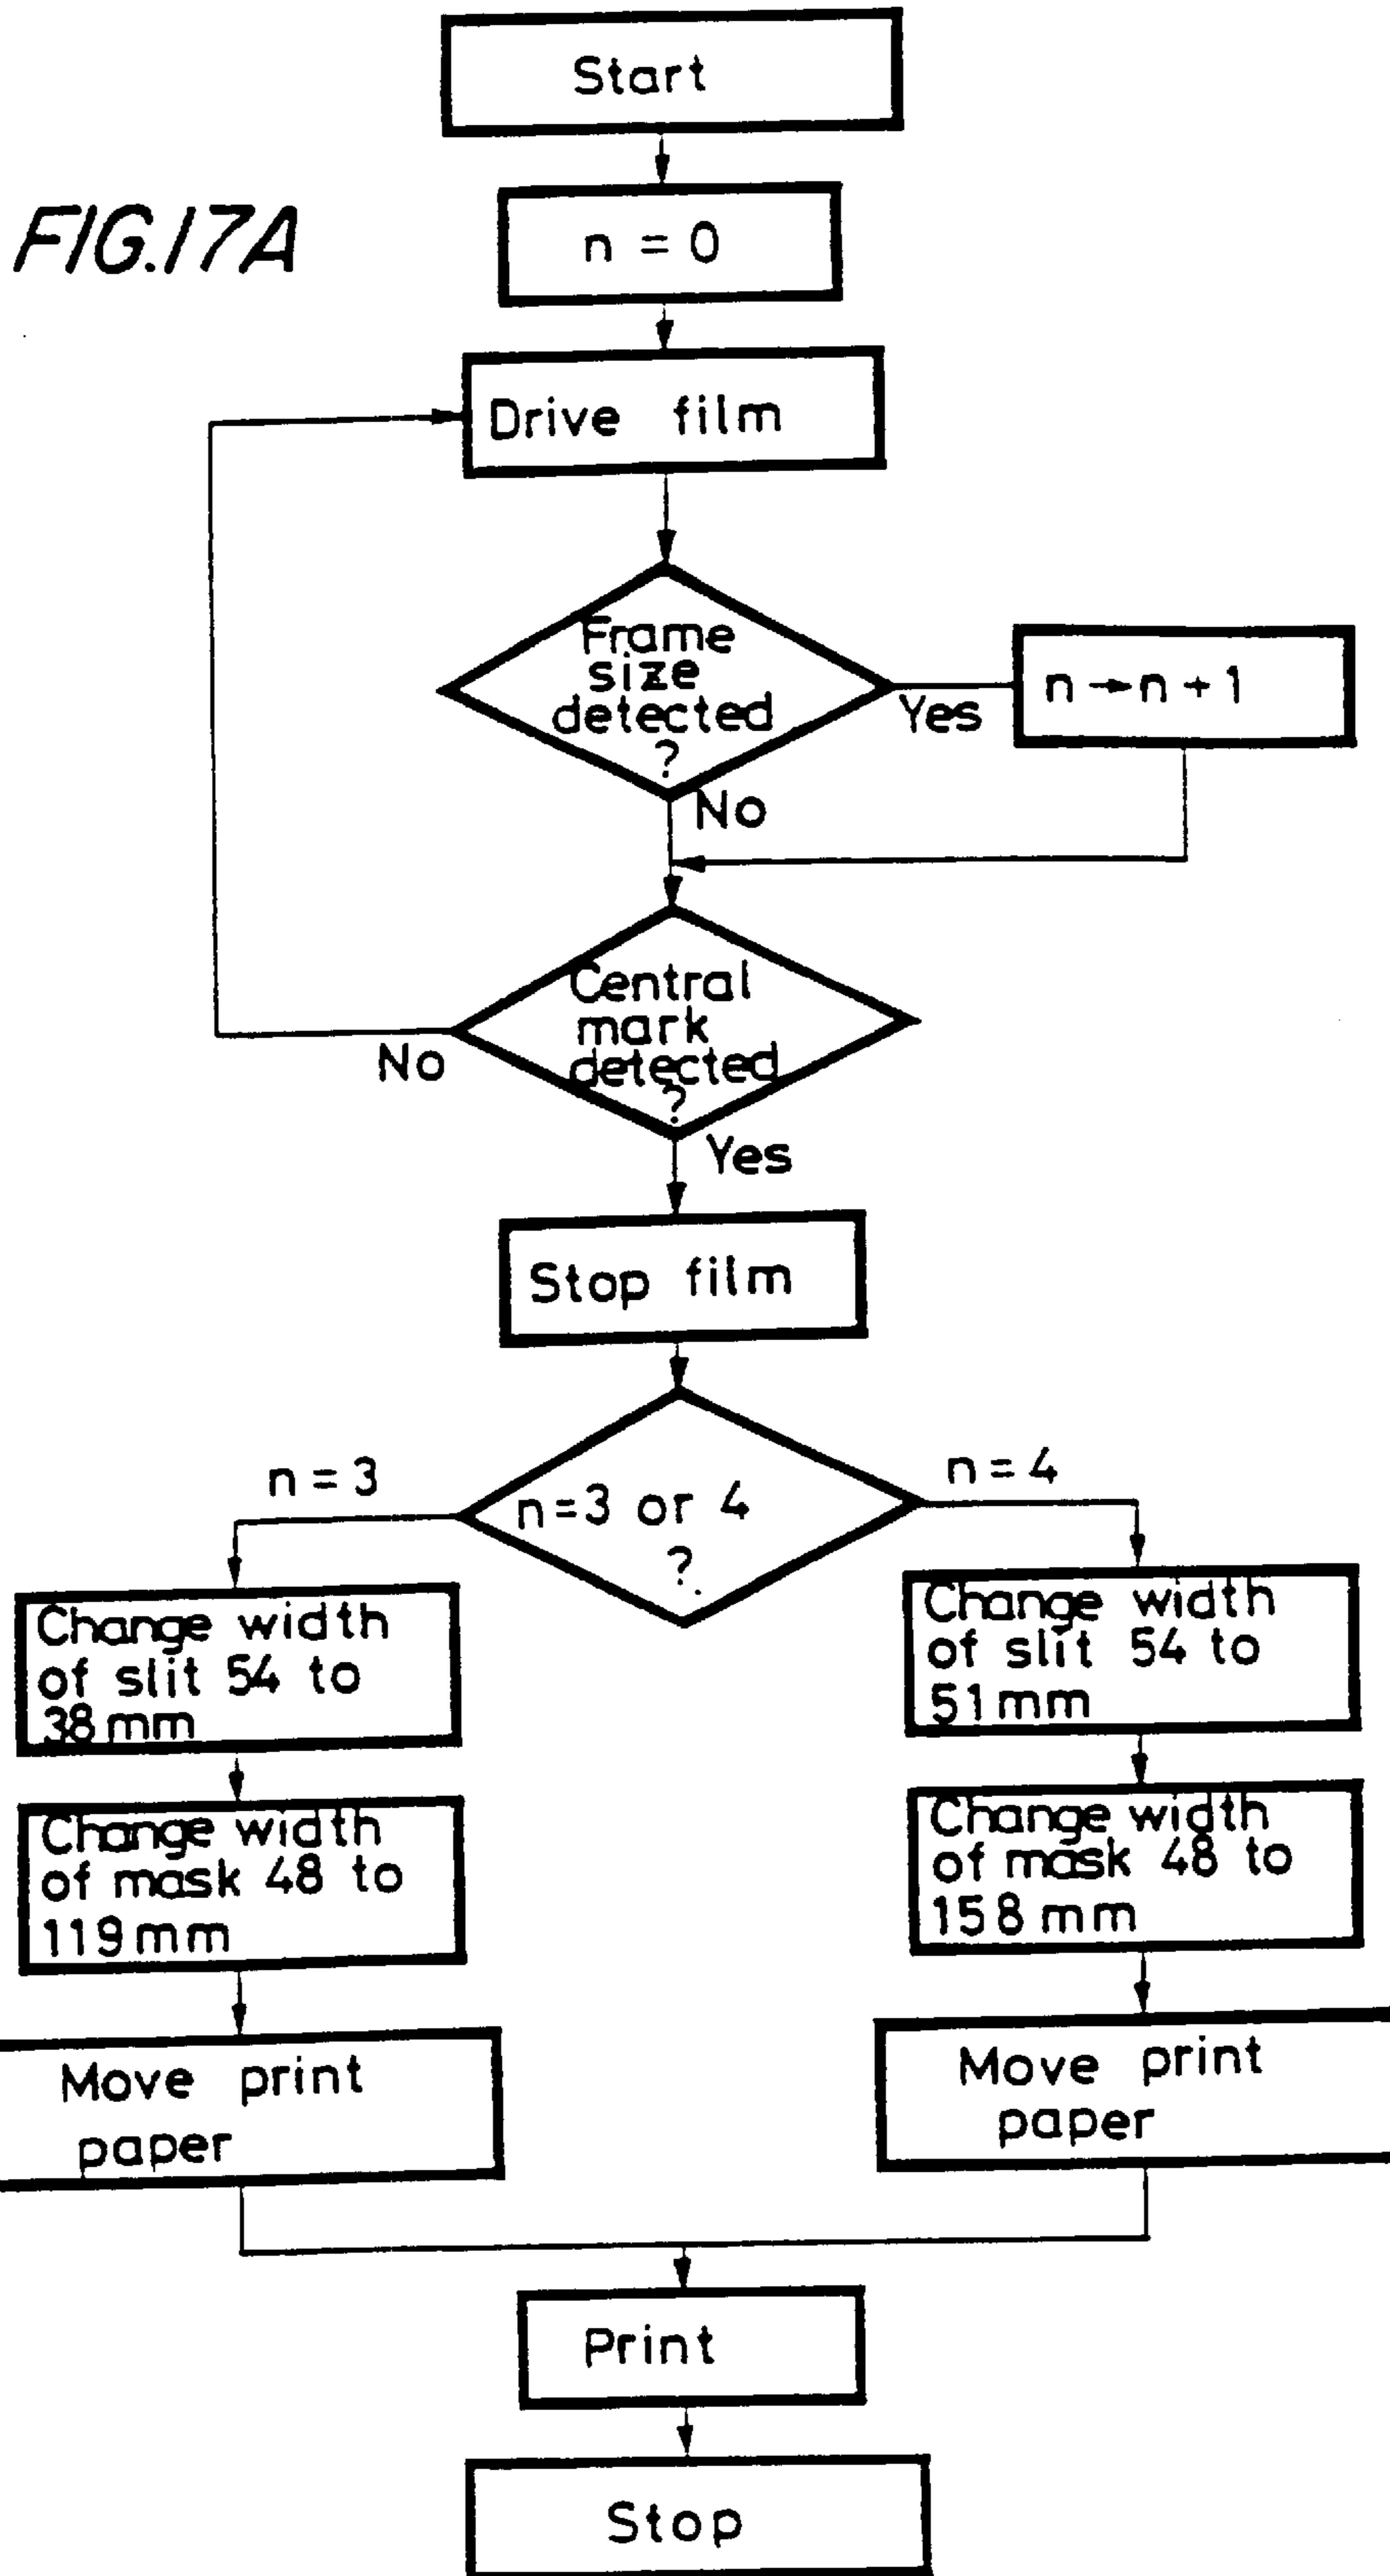 Start
FIG.17A
n = 0
Drive film
Frame
size
detected
?
Yes
n→n + 1
No
Central
mark
detected
?
No
Yes
Stop film
n = 3
n=3 or 4
?
n = 4
Change width
of slit 54 to
38 mm
Change width
of slit 54 to
51 mm
Change width
of mask 48 to
119 mm
Change width
of mask 48 to
158 mm
Move print
paper
Move print
paper
Print
Stop